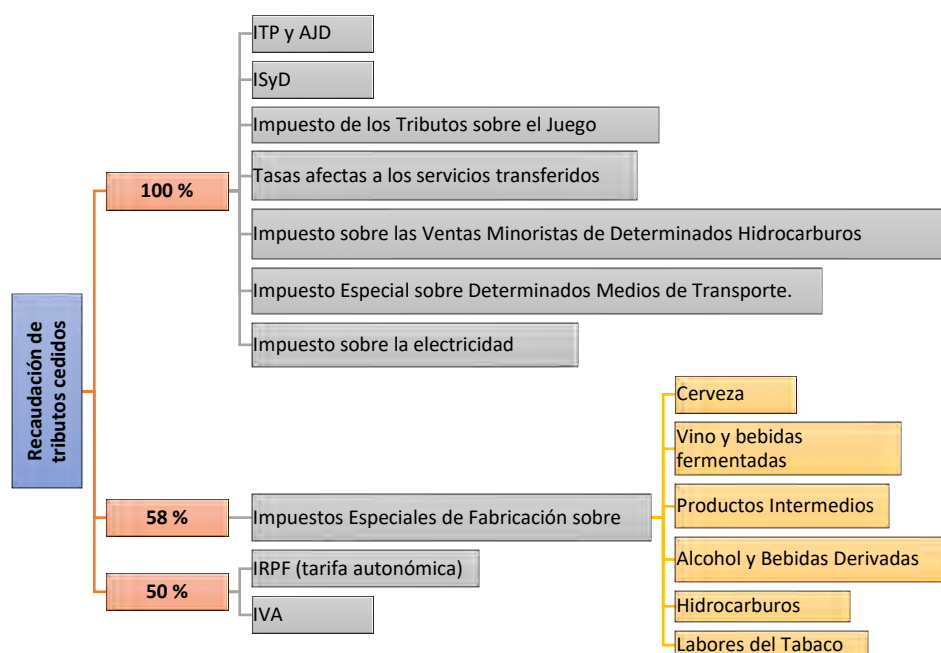 Recaudación de
tributos cedidos
100 %
ITP y AJD
ISyD
Impuesto de los Tributos sobre el Juego
Tasas afectas a los servicios transferidos
Impuesto sobre las Ventas Minoristas de Determinados Hidrocarburos
Impuesto Especial sobre Determinados Medios de Transporte.
Impuesto sobre la electricidad
58 %
Impuestos Especiales de Fabricación sobre
Cerveza
Vino y bebidas
fermentadas
Productos Intermedios
Alcohol y Bebidas Derivadas
Hidrocarburos
Labores del Tabaco
50 %
IRPF (tarifa autonómica)
IVA